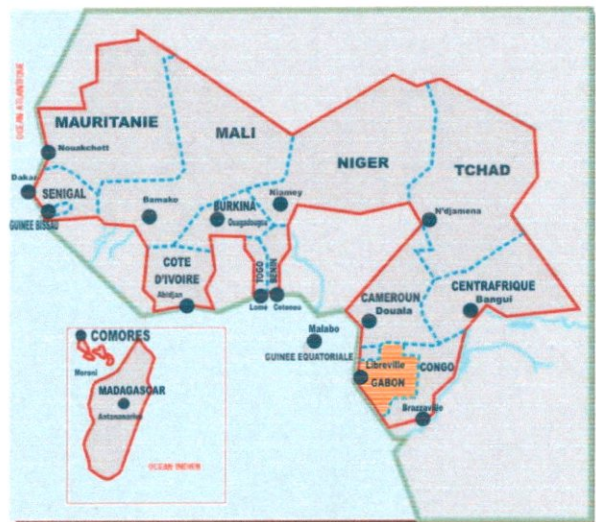 OCEAN ATLANTIQUE
MAURITANIE
MALI
Nouakchott
NIGER
TCHAD
Dakar
SENIGAL
GUINEE BISSAU
Bamako
BURKINA
Ouagadougou
Niamey
N'djamena
COTE
D'IVOIRE
Abidjan
TOGO
BENIN
Lome
Cotonou
CAMEROUN
Douala
CENTRAFRIQUE
Bangui
Malabo
GUINEE EQUATORIALE
Libreville
GABON
CONGO
Brazzaville
COMORES
Moroni
MADAGASCAR
Antananarivo
OCEAN INDIEN